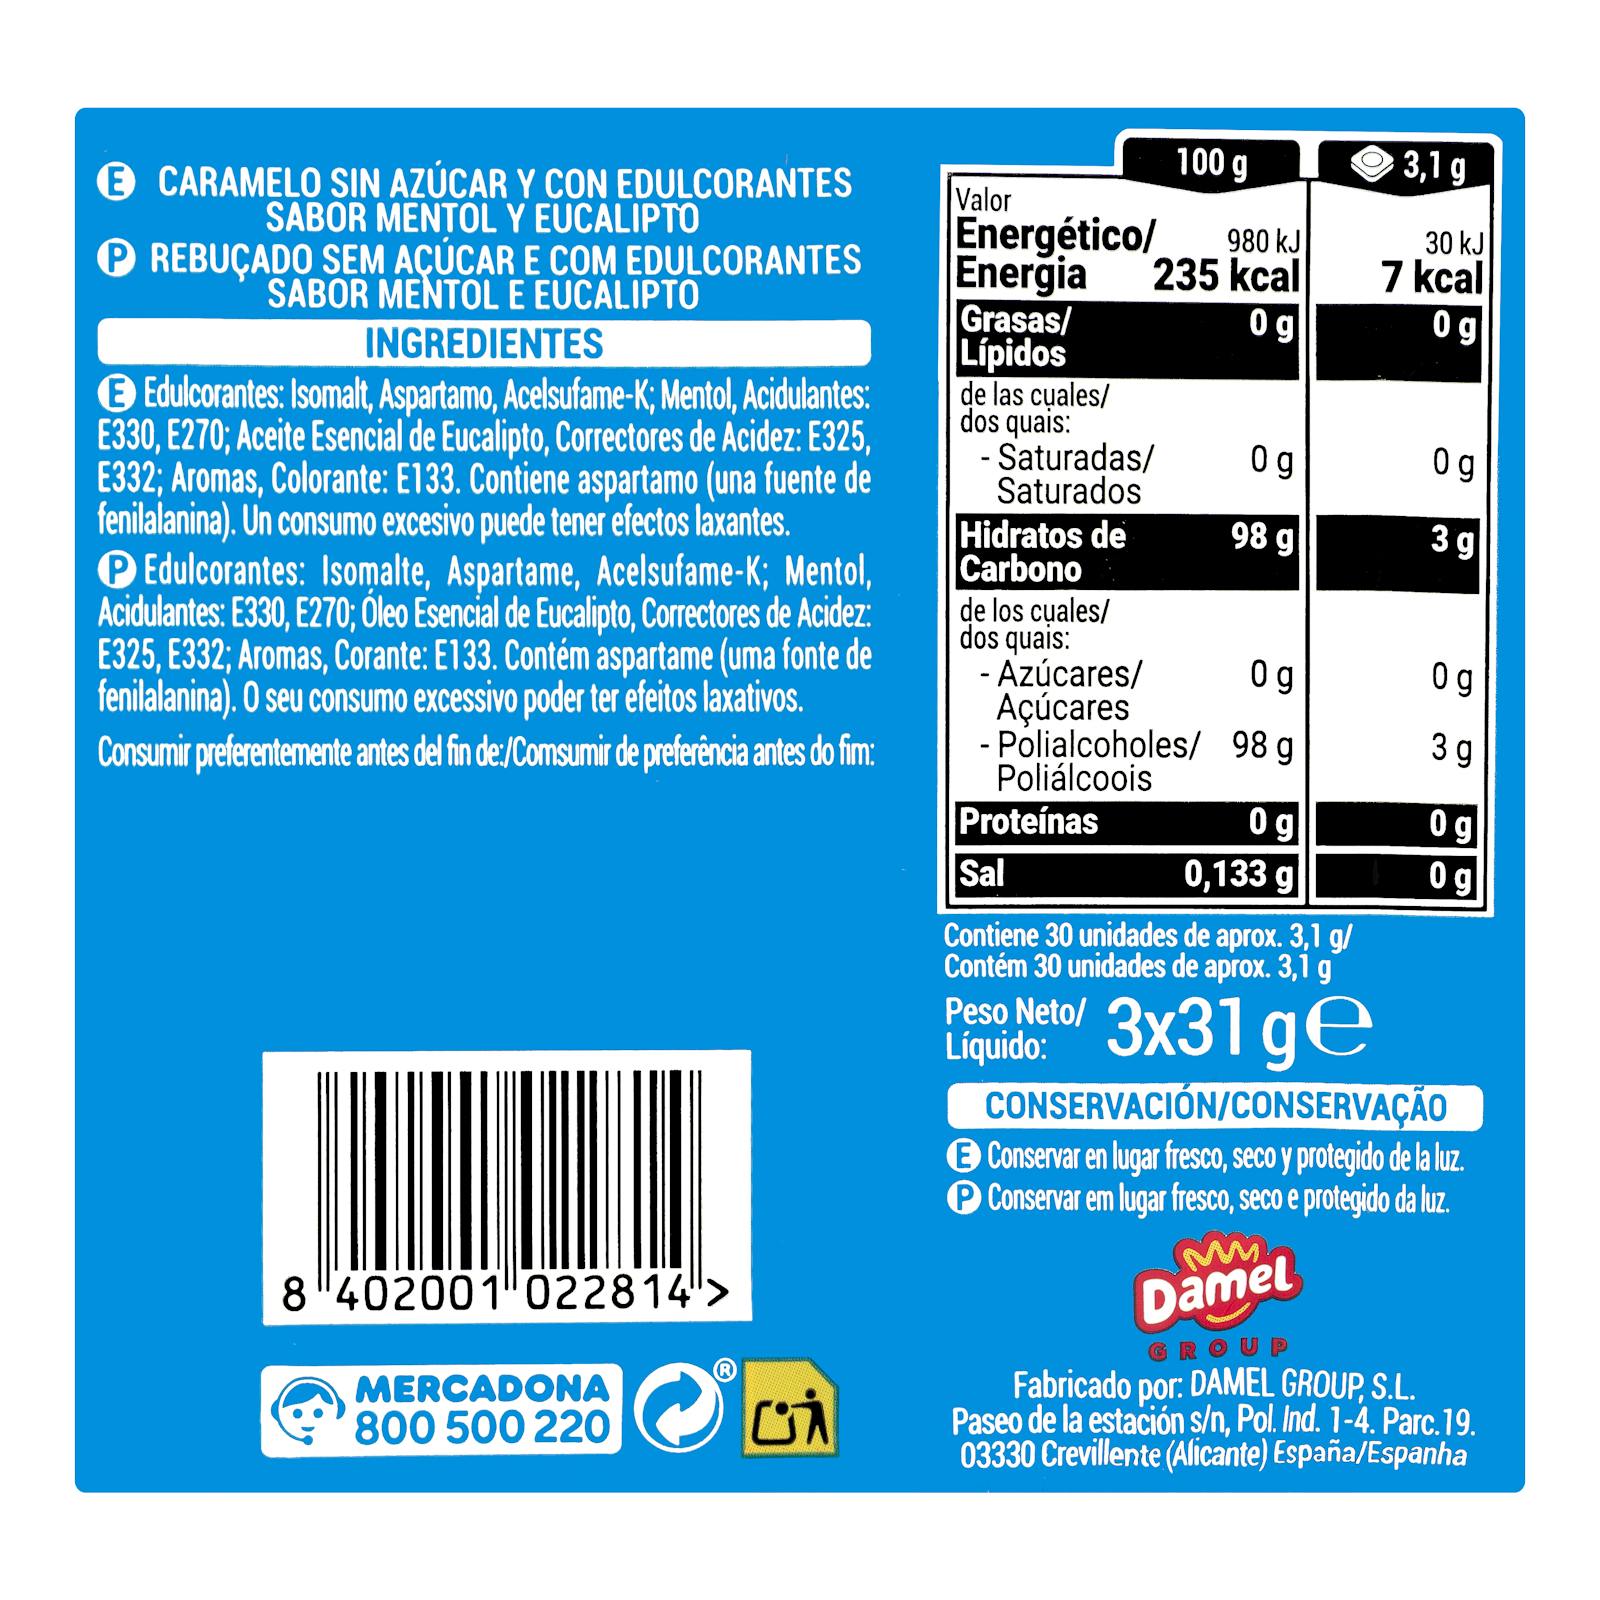 E CARAMELO SIN AZÚCAR Y CON EDULCORANTES
SABOR MENTOL Y EUCALIPTO
P REBUÇADO SEM AÇÚCAR E COM EDULCORANTES
SABOR MENTOL E EUCALIPTO
INGREDIENTES
E Edulcorantes: Isomalt, Aspartamo, Acelsufame-K; Mentol, Acidulantes:
E330, E270; Aceite Esencial de Eucalipto, Correctores de Acidez: E325,
E332; Aromas, Colorante: E133. Contiene aspartamo (una fuente de
fenilalanina). Un consumo excesivo puede tener efectos laxantes.
P Edulcorantes: Isomalte, Aspartame, Acelsufame-K; Mentol,
Acidulantes: E330, E270; Óleo Esencial de Eucalipto, Correctores de Acidez:
E325, E332; Aromas, Corante: E133. Contém aspartame (uma fonte de
fenilalanina). O seu consumo excessivo poder ter efeitos laxativos.
Consumir preferentemente antes del fin de:/Comsumir de preferência antes do fim:
8 402001 022814 >
MERCADONA
800 500 220
®
100 g 3,1 g
Valor
Energético/ 980 kJ 30 kJ
Energia 235 kcal 7 kcal
Grasas/ 0 g 0 g
Lípidos
de las cuales/
dos quais:
- Saturadas/ 0 g 0 g
Saturados
Hidratos de 98 g 3 g
Carbono
de los cuales/
dos quais:
- Azúcares/ 0 g 0 g
Açúcares
- Polialcoholes/ 98 g 3 g
Poliálcoois
Proteínas 0 g 0 g
Sal 0,133 g 0 g
Contiene 30 unidades de aprox. 3,1 g/
Contém 30 unidades de aprox. 3,1 g
Peso Neto/ 3x31 g e
Líquido:
CONSERVACIÓN/CONSERVAÇÃO
E Conservar en lugar fresco, seco y protegido de la luz.
P Conservar em lugar fresco, seco e protegido da luz.
Damel
GROUP
Fabricado por: DAMEL GROUP, S.L.
Paseo de la estación s/n, Pol. Ind. 1-4. Parc.19.
03330 Crevillente (Alicante) España/Espanha